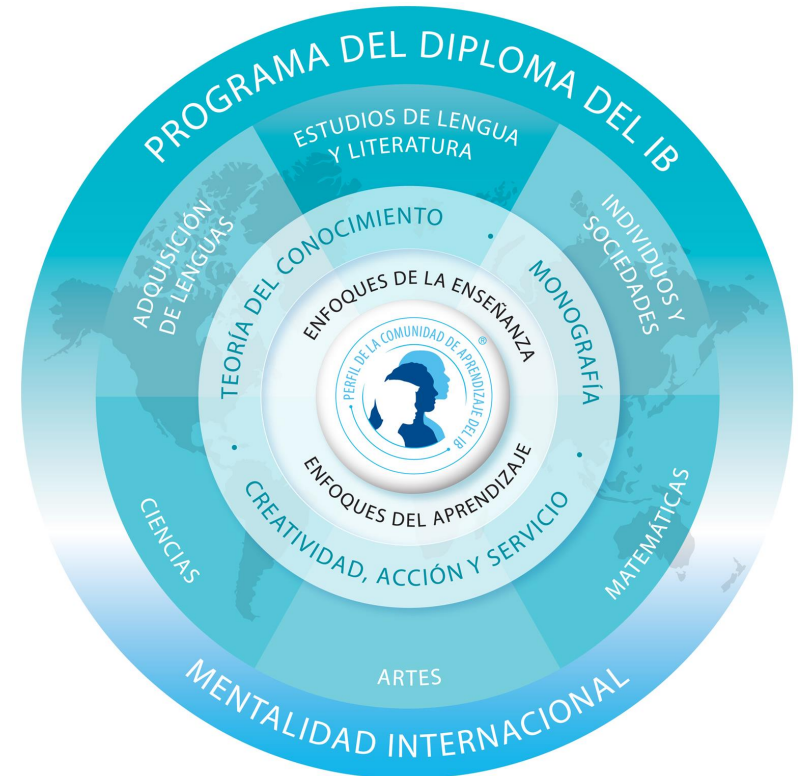 PROGRAMA DEL DIPLOMA DEL IB
ESTUDIOS DE LENGUA
Y LITERATURA
ADQUISICIÓN
DE LENGUAS
INDIVIDUOS Y
SOCIEDADES
TEORÍA DEL CONOCIMIENTO
MONOGRAFÍA
ENFOQUES DE LA ENSEÑANZA
PERFIL DE LA COMUNIDAD DE APRENDIZAJE DEL IB ®
ENFOQUES DEL APRENDIZAJE
CREATIVIDAD, ACCIÓN Y SERVICIO
CIENCIAS
MATEMÁTICAS
ARTES
MENTALIDAD INTERNACIONAL